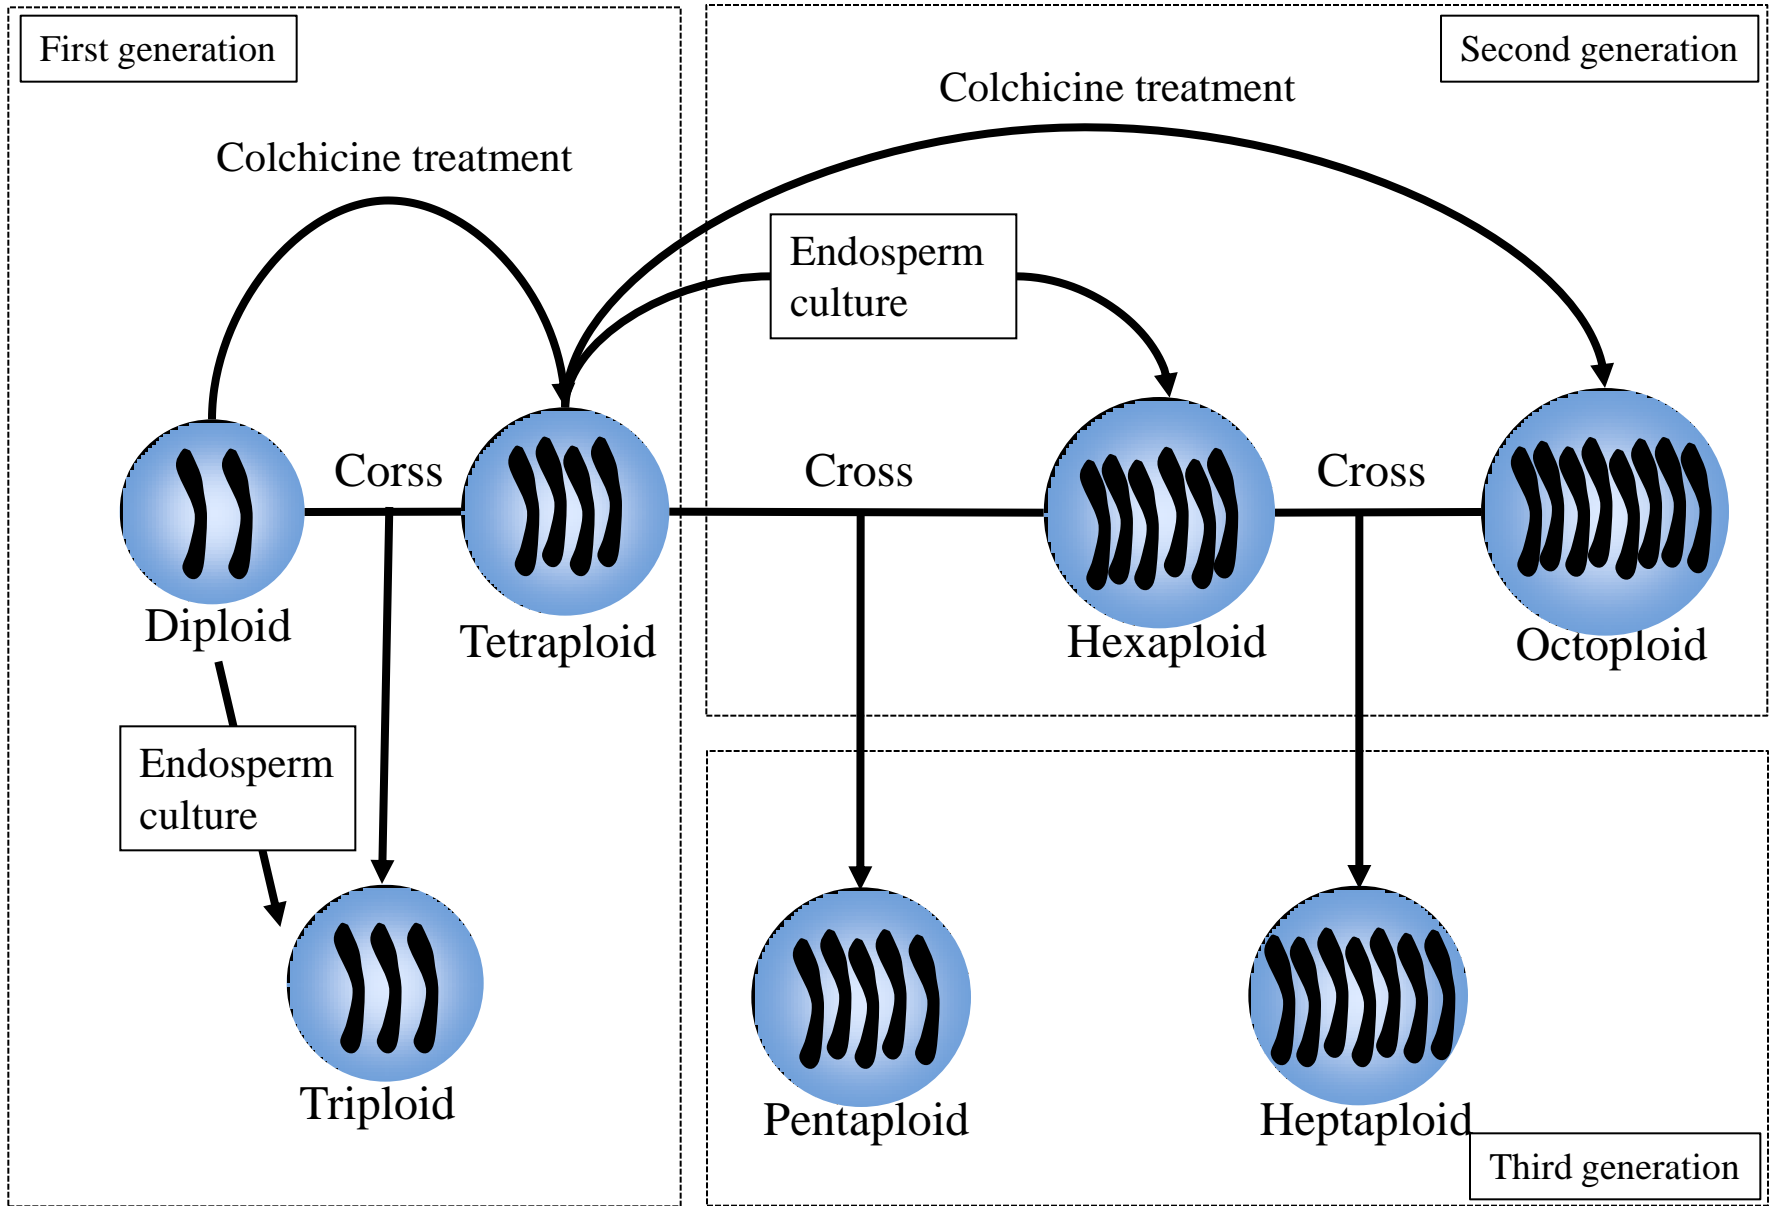 First generation
Second generation
Colchicine treatment
Colchicine treatment
Endosperm
culture
Corss
Cross
Cross
Diploid
Tetraploid
Hexaploid
Octoploid
Endosperm
culture
Triploid
Pentaploid
Heptaploid
Third generation